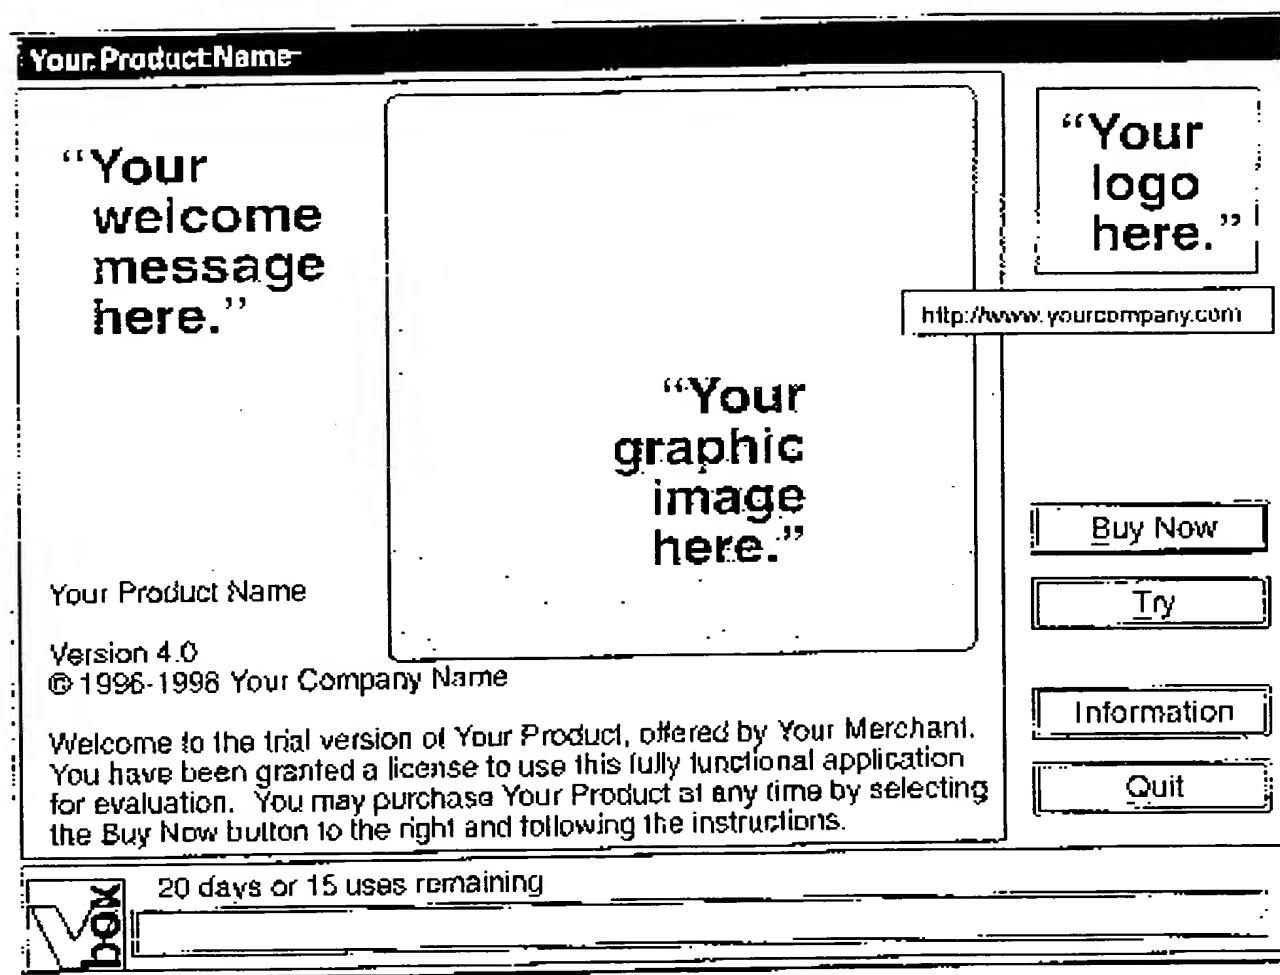 Your Product Name
“Your
welcome
message
here.”
“Your
graphic
image
here.”
“Your
logo
here.”
http://www.yourcompany.com
Buy Now
Try
Information
Quit
Your Product Name
Version 4.0
© 1996-1998 Your Company Name
Welcome to the trial version of Your Product, offered by Your Merchant.
You have been granted a license to use this fully functional application
for evaluation. You may purchase Your Product at any time by selecting
the Buy Now button to the right and following the instructions.
20 days or 15 uses remaining
Vbox